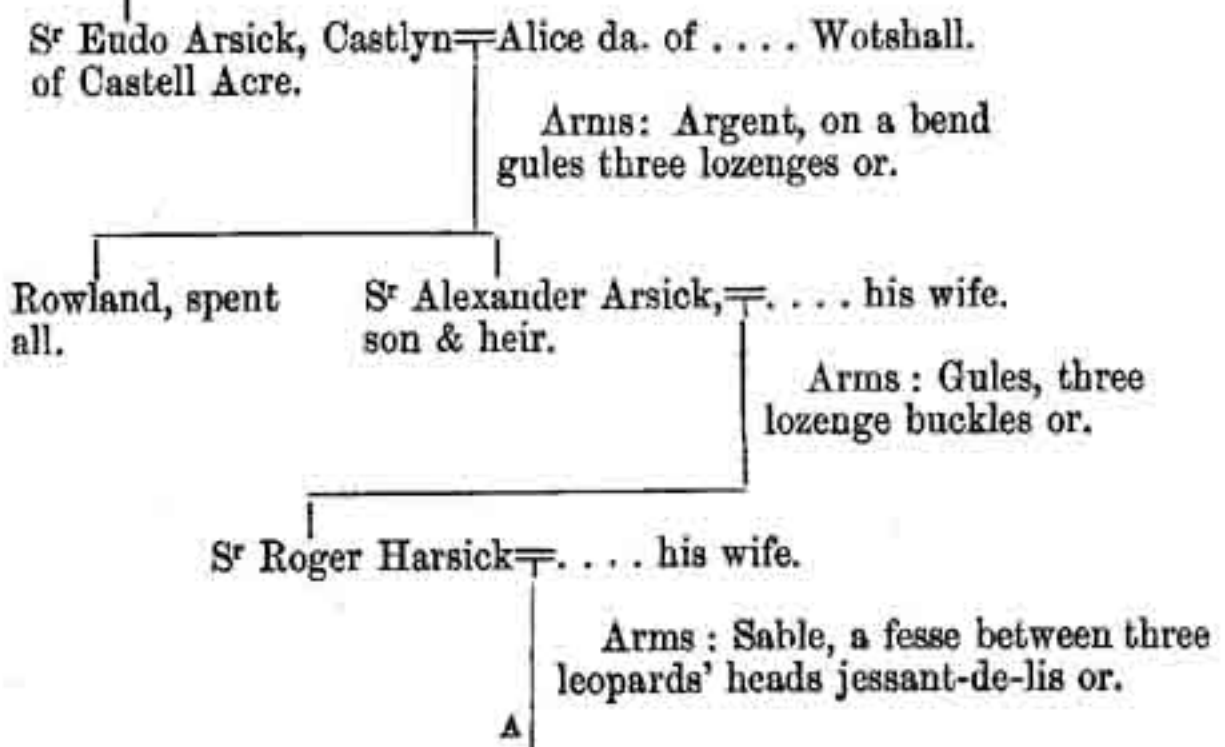 Sʳ Eudo Arsick, Castlyn=Alice da. of . . . . Wotshall.
of Castell Acre.
Arms: Argent, on a bend
gules three lozenges or.
Rowland, spent
all.
Sʳ Alexander Arsick,=. . . . his wife.
son & heir.
Arms : Gules, three
lozenge buckles or.
Sʳ Roger Harsick=. . . . his wife.
Arms : Sable, a fesse between three
leopards' heads jessant-de-lis or.
A